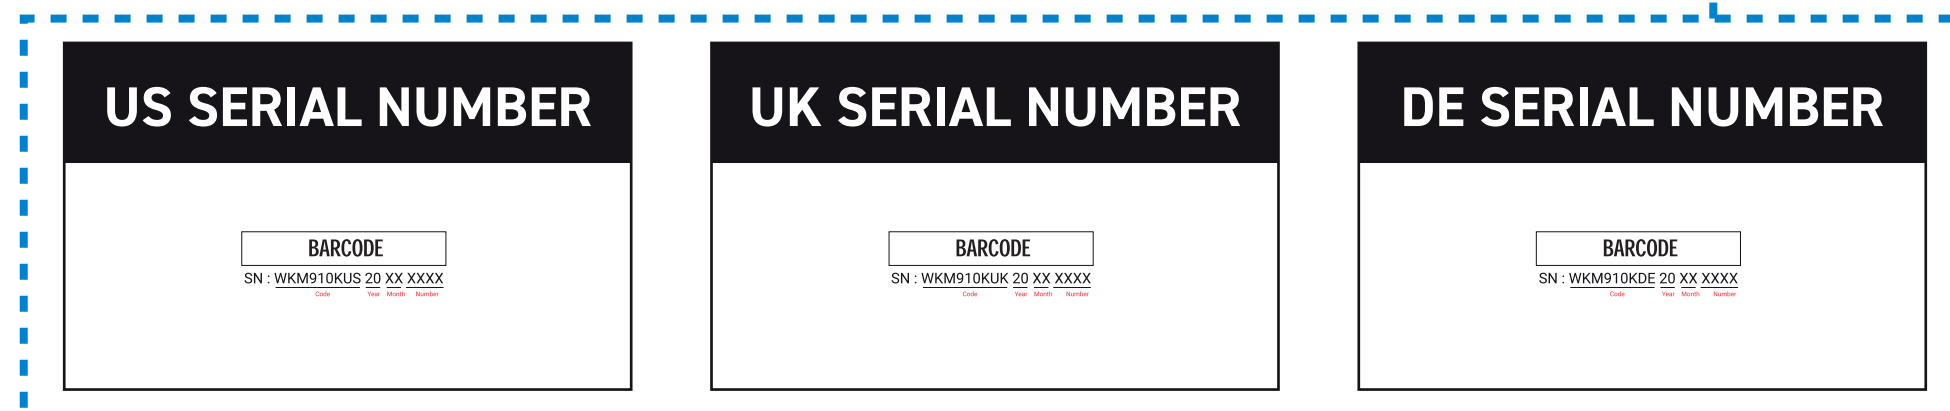 US SERIAL NUMBER
BARCODE
SN : WKM910KUS 20 XX XXXX
Code Year Month Number
UK SERIAL NUMBER
BARCODE
SN : WKM910KUK 20 XX XXXX
Code Year Month Number
DE SERIAL NUMBER
BARCODE
SN : WKM910KDE 20 XX XXXX
Code Year Month Number